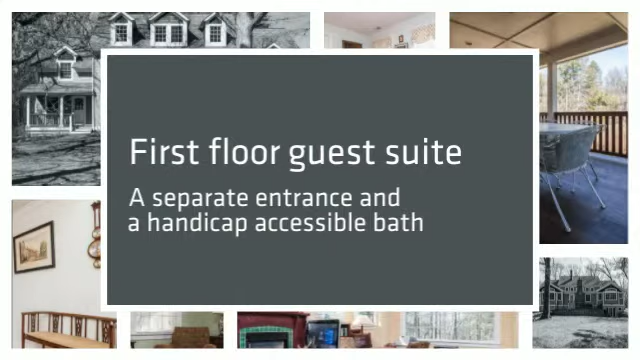 First floor guest suite
A separate entrance and
a handicap accessible bath